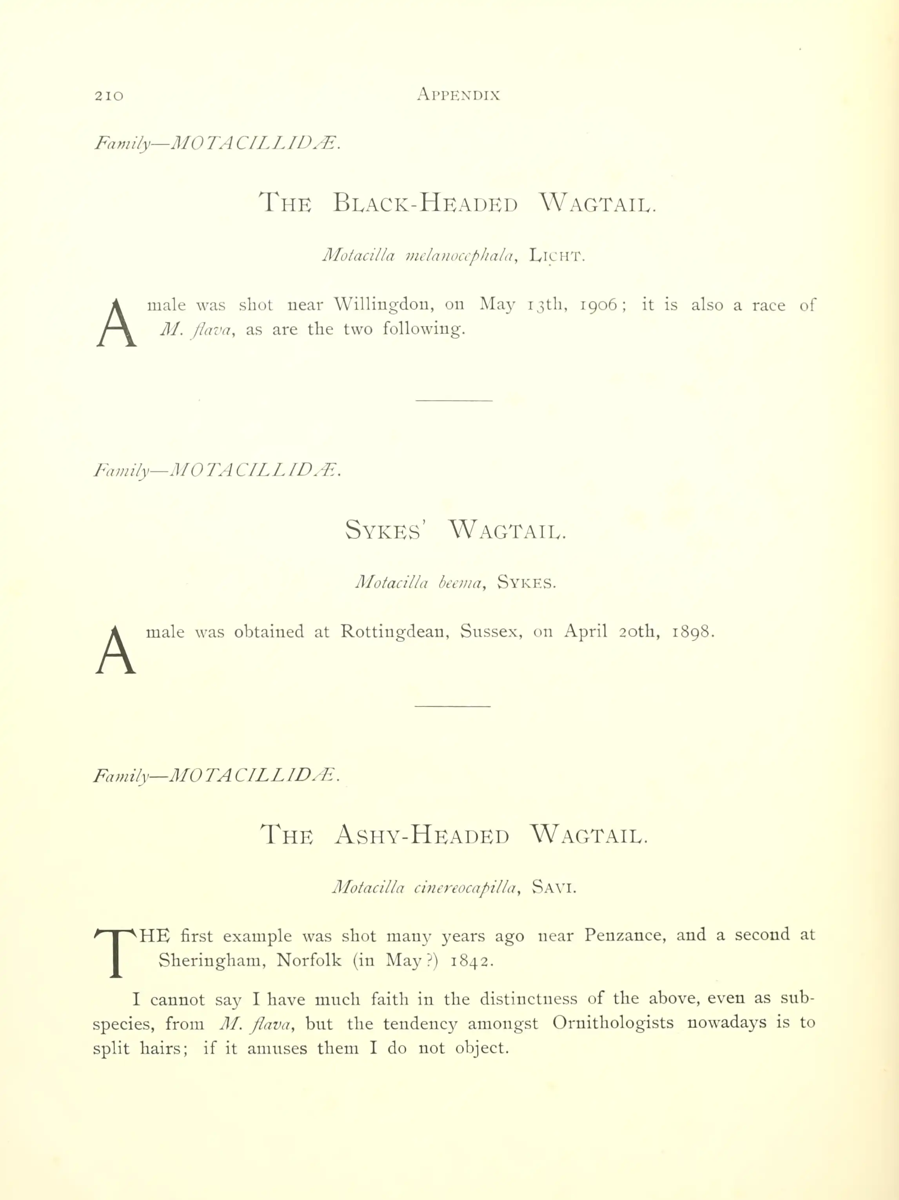 210 Appendix
Family—MOTACILLIDÆ.
The Black-Headed Wagtail.
Motacilla melanocephala, Licht.
A male was shot near Willingdon, on May 13th, 1906; it is also a race of
M. flava, as are the two following.
Family—MOTACILLIDÆ.
Sykes' Wagtail.
Motacilla beema, Sykes.
A male was obtained at Rottingdean, Sussex, on April 20th, 1898.
Family—MOTACILLIDÆ.
The Ashy-Headed Wagtail.
Motacilla cinereocapilla, Savi.
THE first example was shot many years ago near Penzance, and a second at
Sheringham, Norfolk (in May?) 1842.
I cannot say I have much faith in the distinctness of the above, even as sub-
species, from M. flava, but the tendency amongst Ornithologists nowadays is to
split hairs; if it amuses them I do not object.